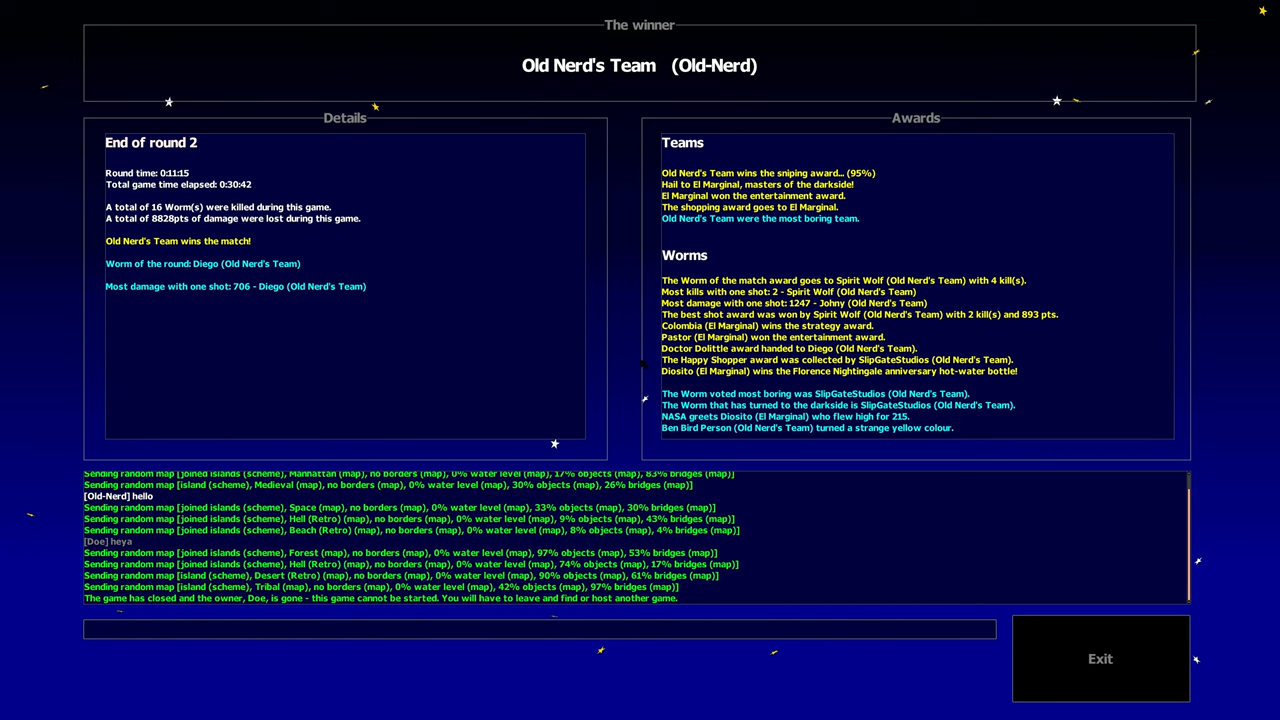 The winner
Old Nerd's Team (Old-Nerd)
Details
End of round 2
Round time: 0:11:15
Total game time elapsed: 0:30:42
A total of 16 Worm(s) were killed during this game.
A total of 8828pts of damage were lost during this game.
Old Nerd's Team wins the match!
Worm of the round: Diego (Old Nerd's Team)
Most damage with one shot: 706 - Diego (Old Nerd's Team)
Awards
Teams
Old Nerd's Team wins the sniping award... (95%)
Hail to El Marginal, masters of the darkside!
El Marginal won the entertainment award.
The shopping award goes to El Marginal.
Old Nerd's Team were the most boring team.
Worms
The Worm of the match award goes to Spirit Wolf (Old Nerd's Team) with 4 kill(s).
Most kills with one shot: 2 - Spirit Wolf (Old Nerd's Team)
Most damage with one shot: 1247 - Johny (Old Nerd's Team)
The best shot award was won by Spirit Wolf (Old Nerd's Team) with 2 kill(s) and 893 pts.
Colombia (El Marginal) wins the strategy award.
Pastor (El Marginal) won the entertainment award.
Doctor Dolittle award handed to Diego (Old Nerd's Team).
The Happy Shopper award was collected by SlipGateStudios (Old Nerd's Team).
Diosito (El Marginal) wins the Florence Nightingale anniversary hot-water bottle!
The Worm voted most boring was SlipGateStudios (Old Nerd's Team).
The Worm that has turned to the darkside is SlipGateStudios (Old Nerd's Team).
NASA greets Diosito (El Marginal) who flew high for 215.
Ben Bird Person (Old Nerd's Team) turned a strange yellow colour.
Sending random map [joined islands (scheme), Manhattan (map), no borders (map), 0% water level (map), 17% objects (map), 83% bridges (map)]
Sending random map [island (scheme), Medieval (map), no borders (map), 0% water level (map), 30% objects (map), 26% bridges (map)]
[Old-Nerd] hello
Sending random map [joined islands (scheme), Space (map), no borders (map), 0% water level (map), 33% objects (map), 30% bridges (map)]
Sending random map [joined islands (scheme), Hell (Retro) (map), no borders (map), 0% water level (map), 9% objects (map), 43% bridges (map)]
Sending random map [joined islands (scheme), Beach (Retro) (map), no borders (map), 0% water level (map), 8% objects (map), 4% bridges (map)]
[Doe] heya
Sending random map [joined islands (scheme), Forest (map), no borders (map), 0% water level (map), 97% objects (map), 53% bridges (map)]
Sending random map [joined islands (scheme), Hell (Retro) (map), no borders (map), 0% water level (map), 74% objects (map), 17% bridges (map)]
Sending random map [island (scheme), Desert (Retro) (map), no borders (map), 0% water level (map), 90% objects (map), 61% bridges (map)]
Sending random map [island (scheme), Tribal (map), no borders (map), 0% water level (map), 42% objects (map), 97% bridges (map)]
The game has closed and the owner, Doe, is gone - this game cannot be started. You will have to leave and find or host another game.
Exit